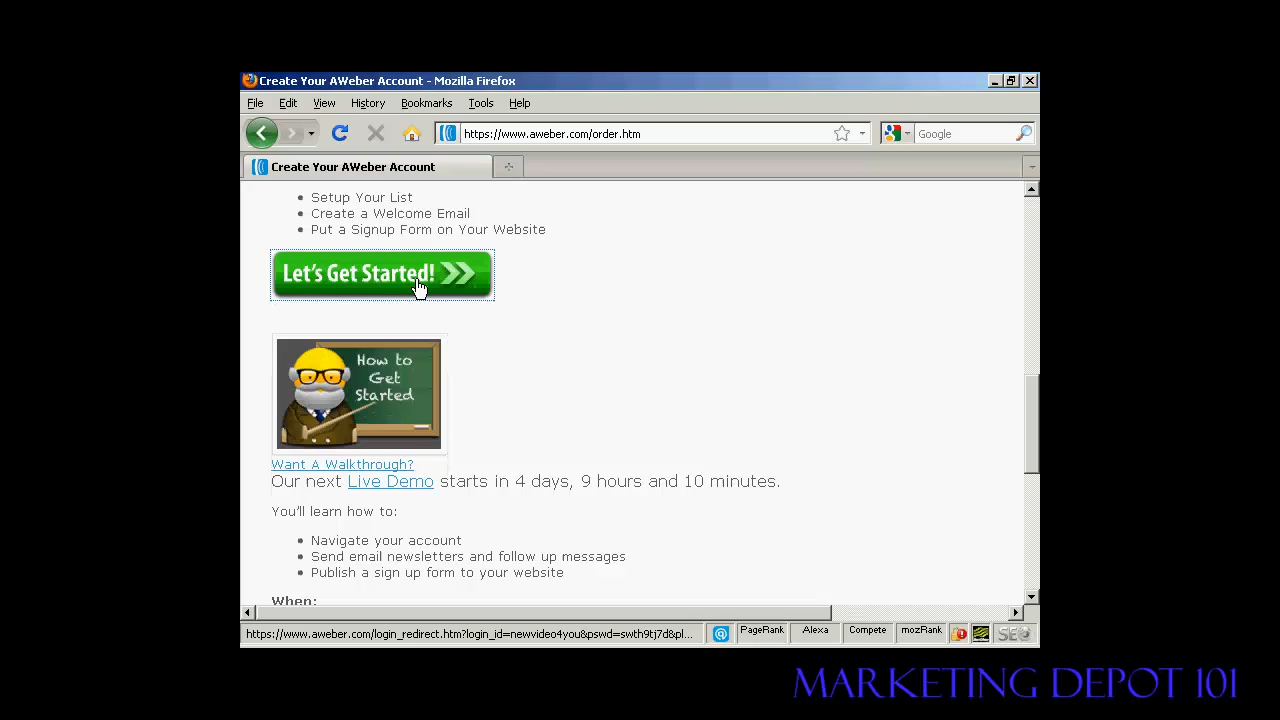 Create Your AWeber Account - Mozilla Firefox
File Edit View History Bookmarks Tools Help
https://www.aweber.com/order.htm
Google
Create Your AWeber Account
• Setup Your List
• Create a Welcome Email
• Put a Signup Form on Your Website
Let's Get Started!
How to
Get
Started
Want A Walkthrough?
Our next Live Demo starts in 4 days, 9 hours and 10 minutes.
You'll learn how to:
• Navigate your account
• Send email newsletters and follow up messages
• Publish a sign up form to your website
When:
https://www.aweber.com/login_redirect.htm?login_id=newvideo4you&pswd=swth9tj7d&pl...
PageRank Alexa Compete mozRank SEO
MARKETING DEPOT 101